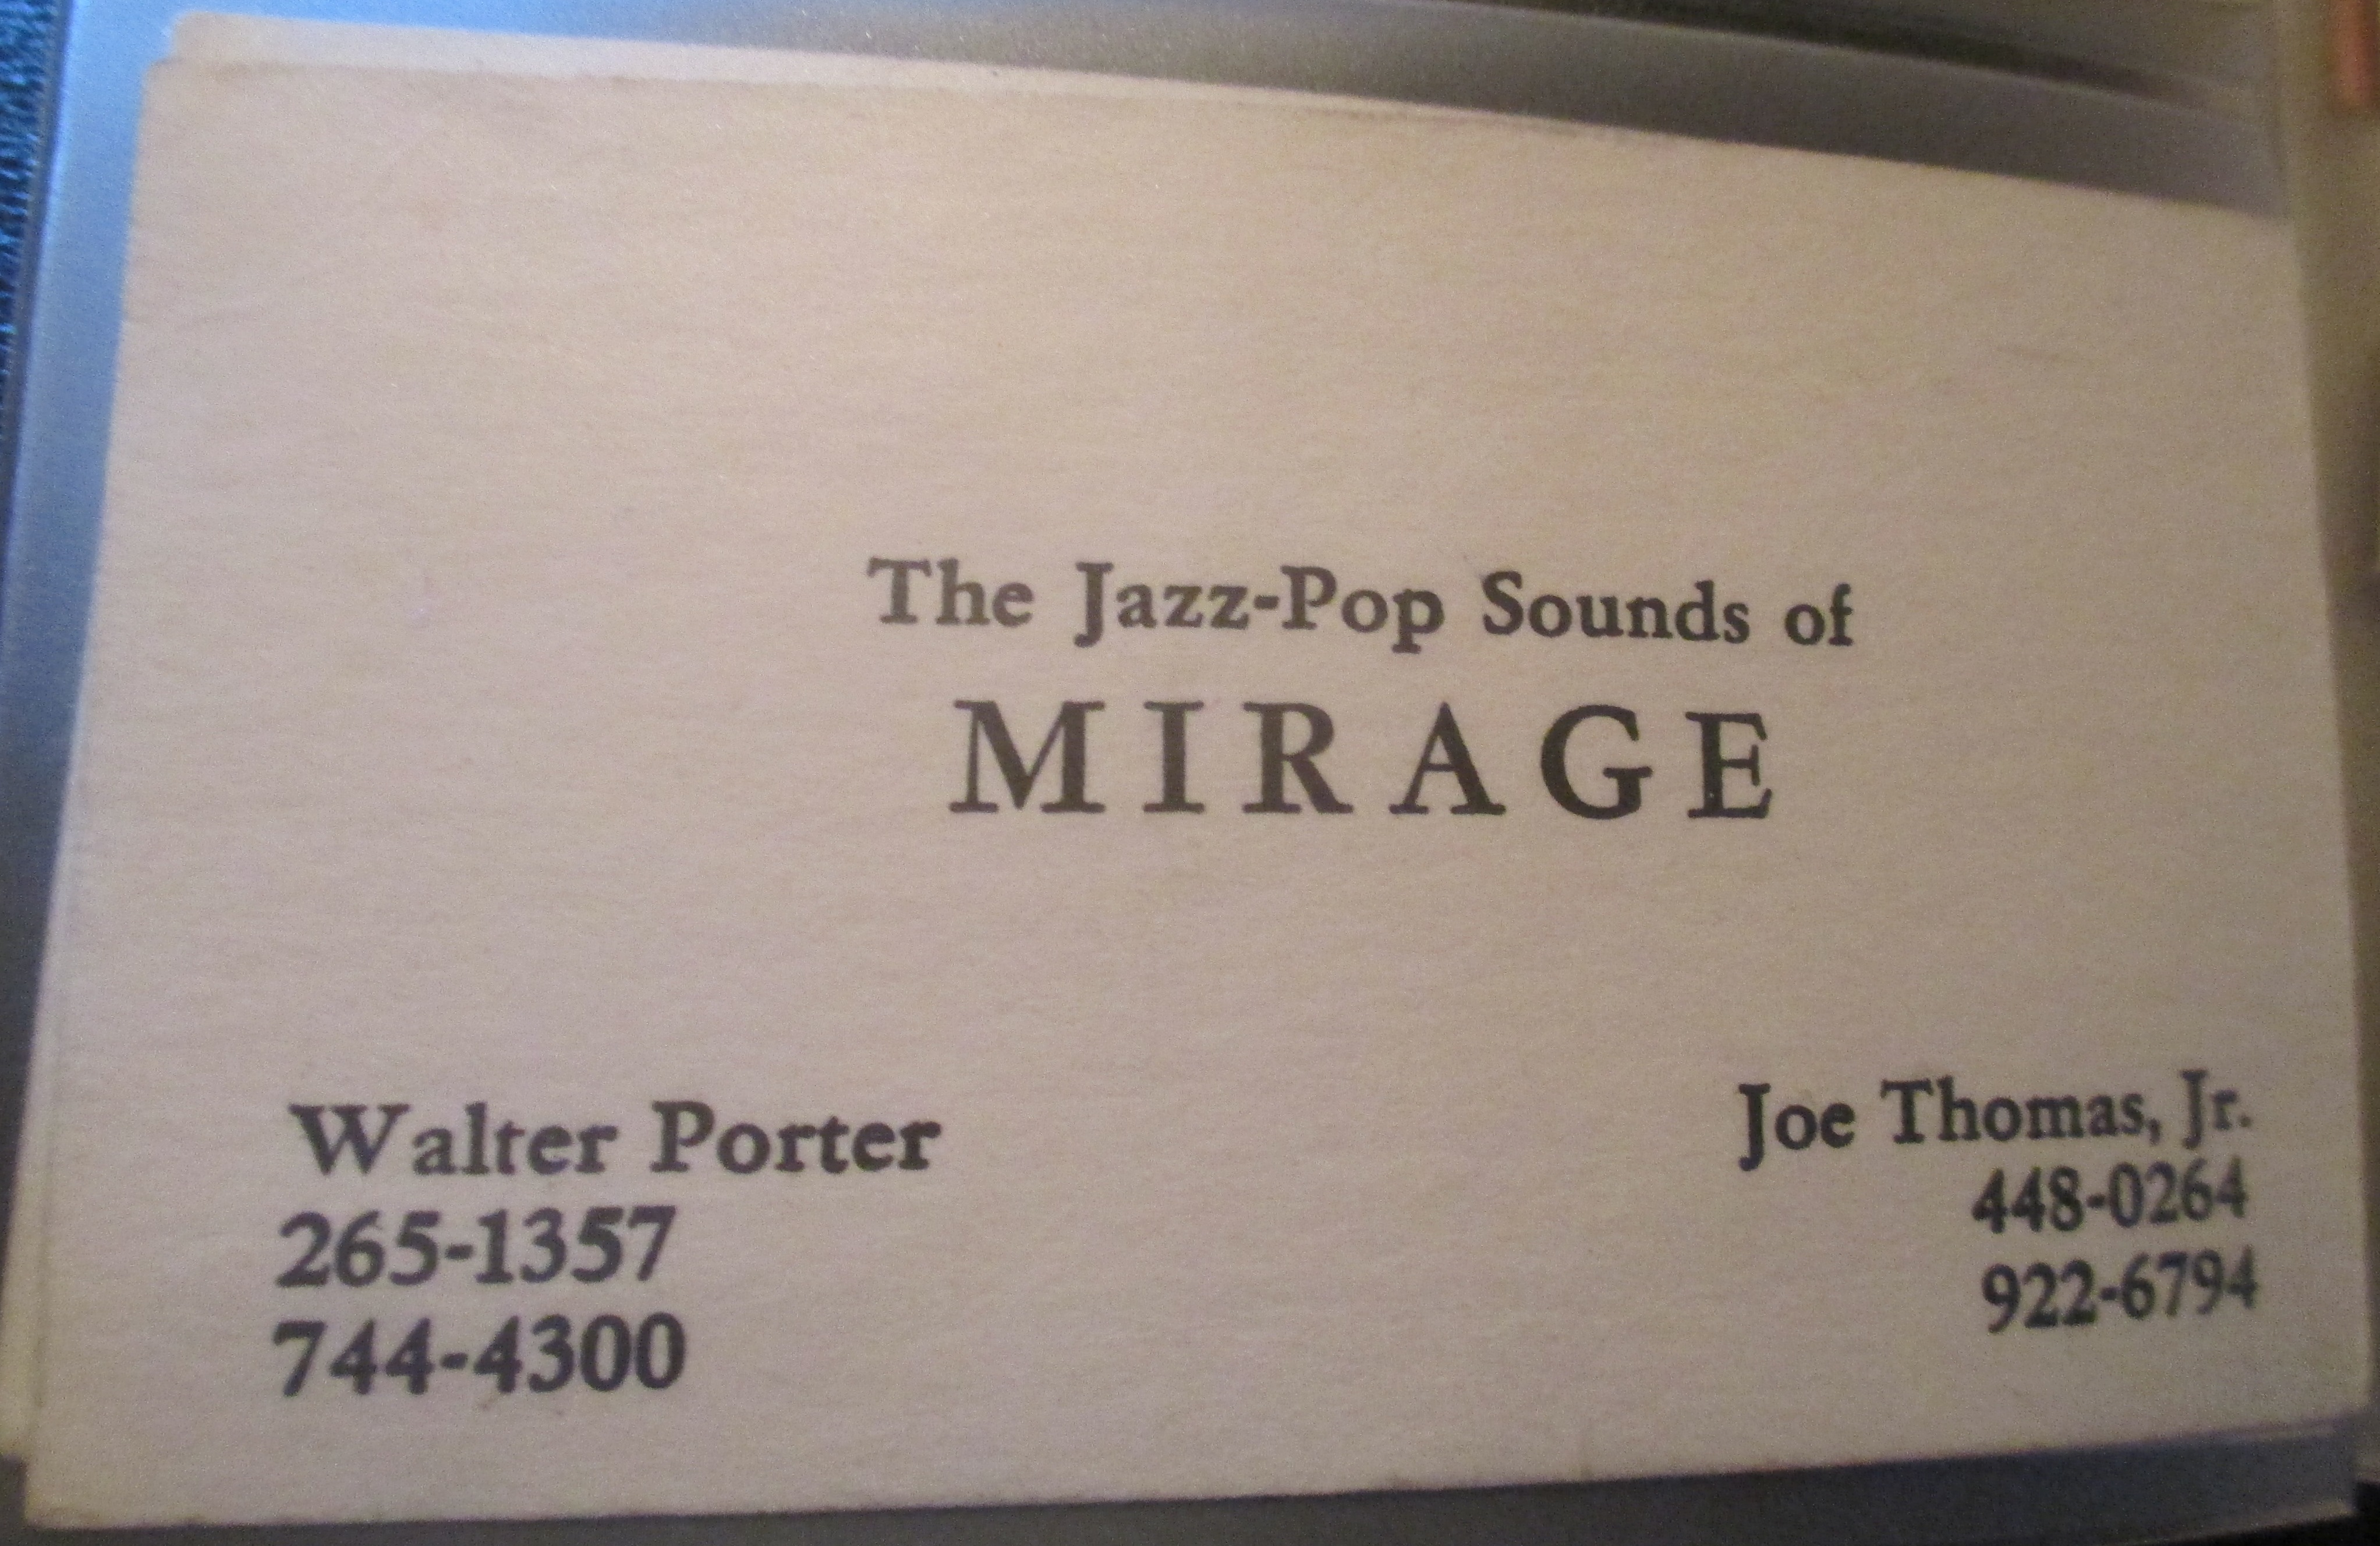 The Jazz-Pop Sounds of
MIRAGE
Walter Porter
265-1357
744-4300
Joe Thomas, Jr.
448-0264
922-6794